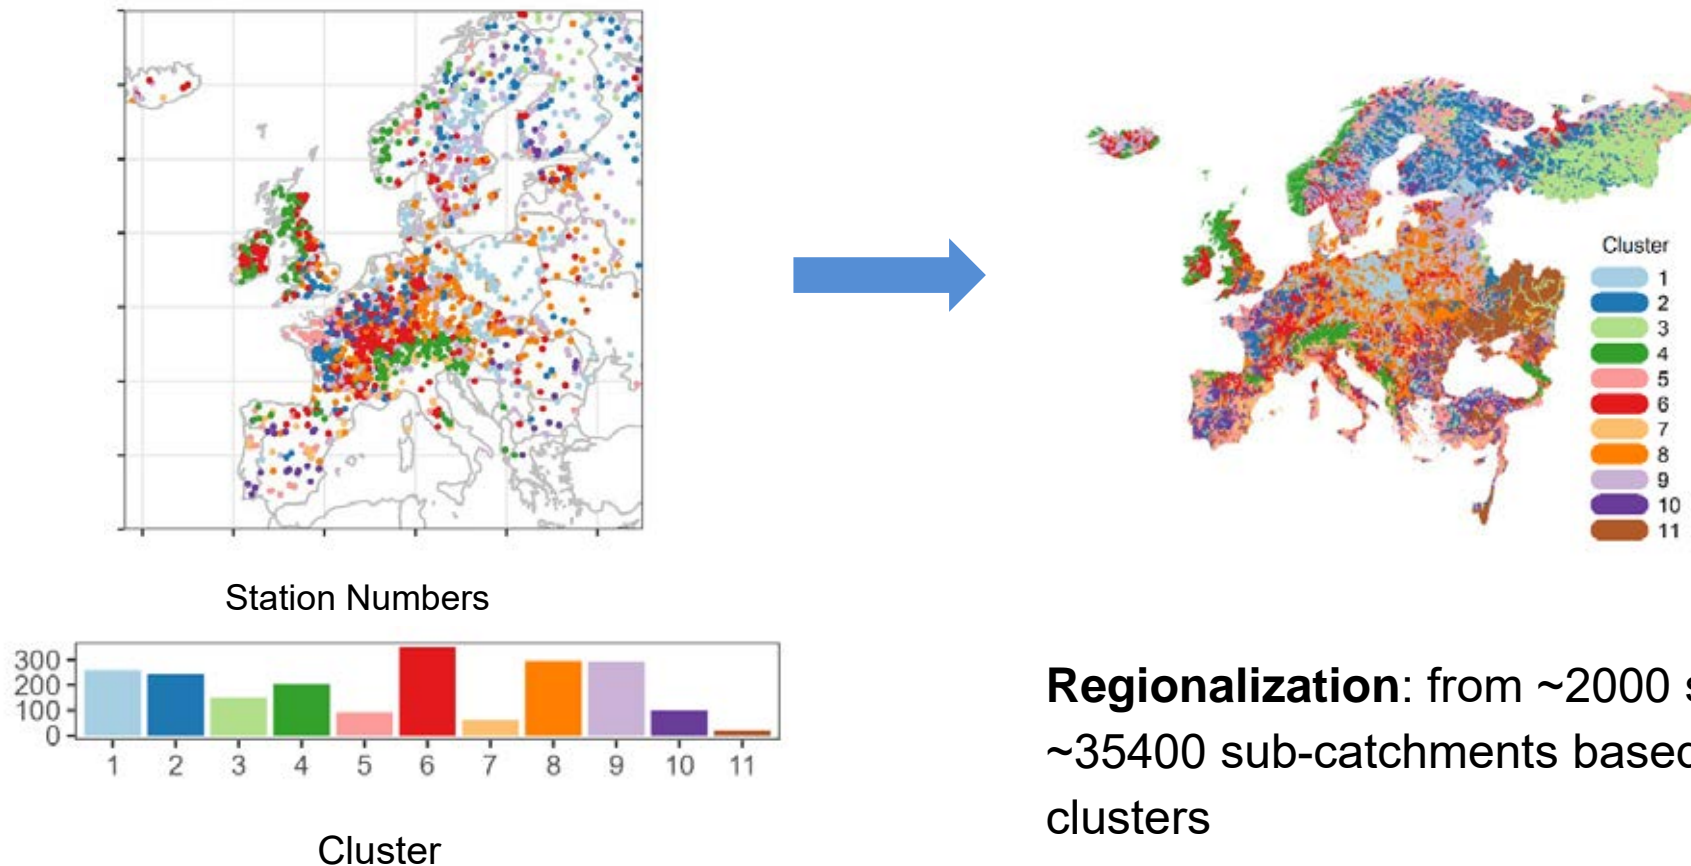 Cluster
1
2
3
4
5
6
7
8
9
10
11
Station Numbers
300
200
100
0
1 2 3 4 5 6 7 8 9 10 11
Cluster
Regionalization: from ~2000
~35400 sub-catchments based
clusters